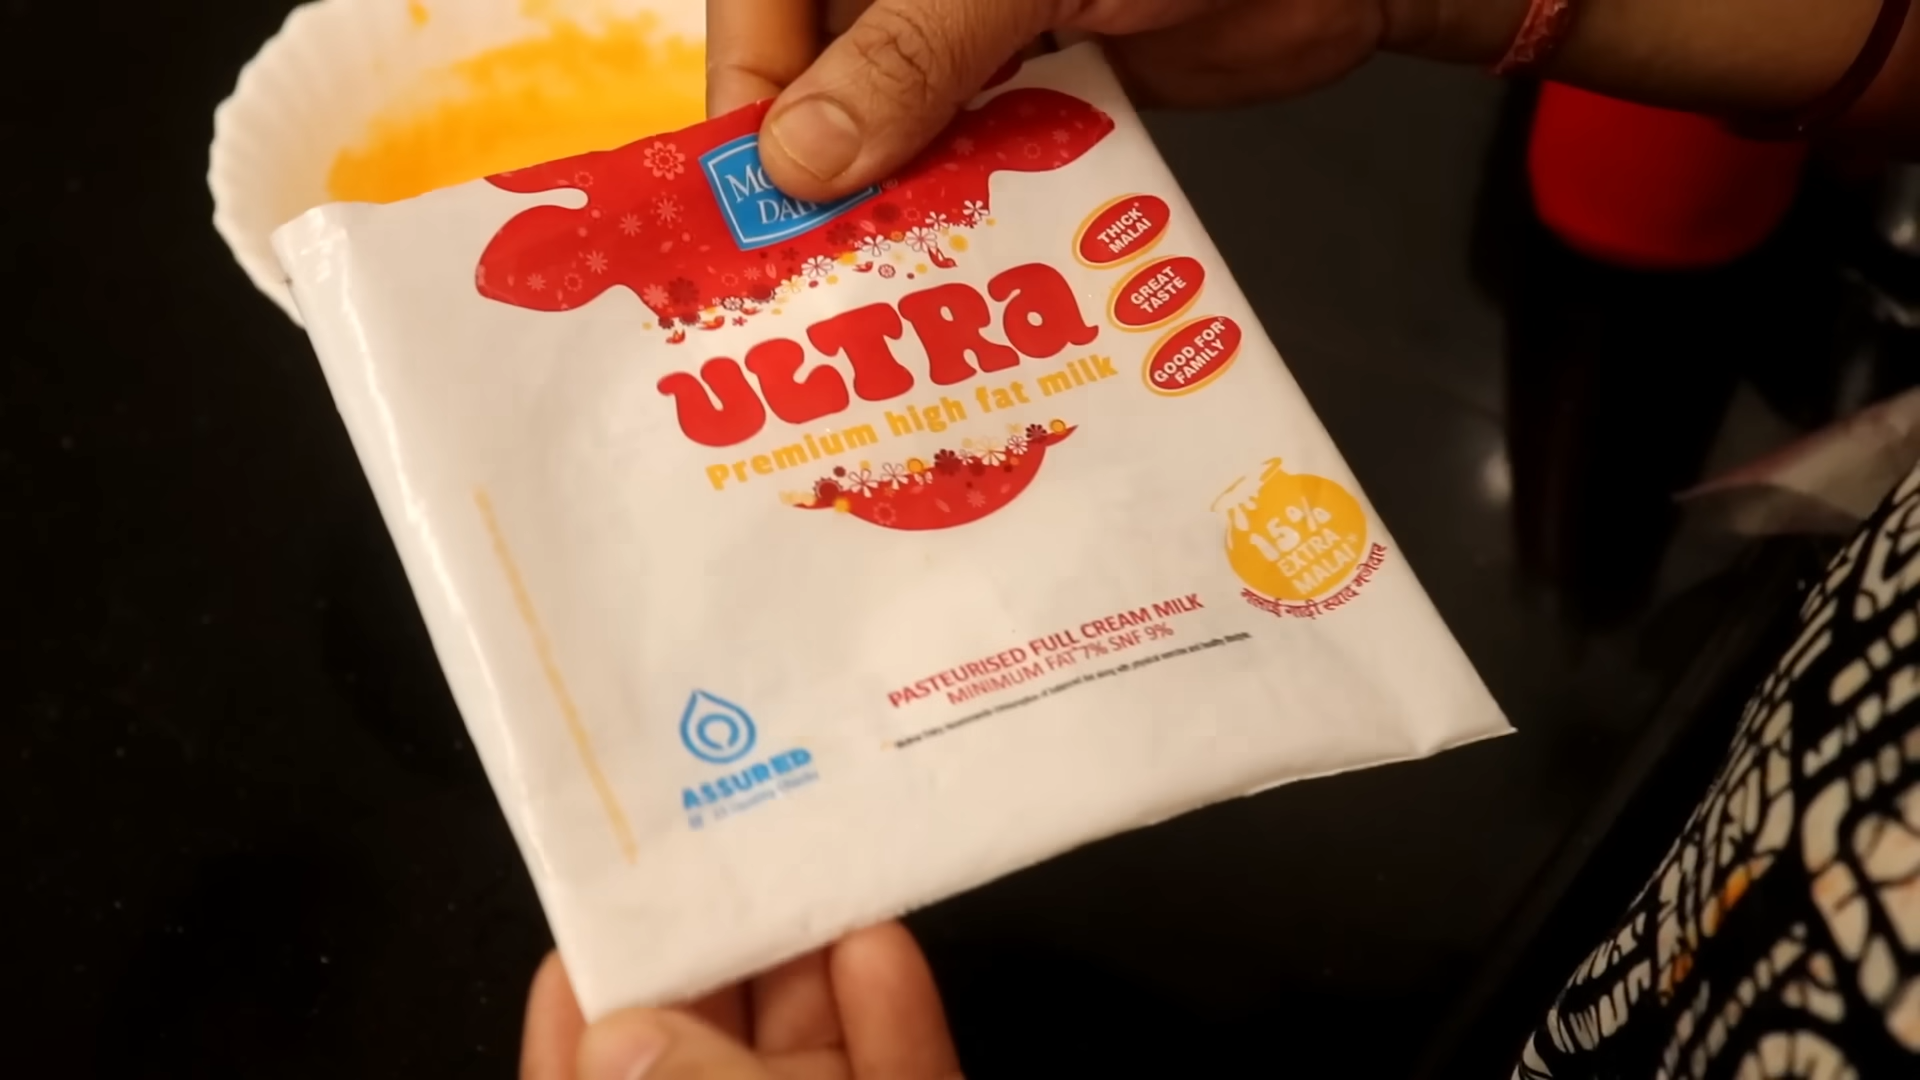 ULTRa
Premium high fat milk
THICK*
MALAI
GREAT
TASTE
GOOD FOR*
FAMILY
15%
EXTRA
MALAI*
गाढ़ी स्वाद मज़ेदार
PASTEURISED FULL CREAM MILK
MINIMUM FAT 7% SNF 9%
ASSURED